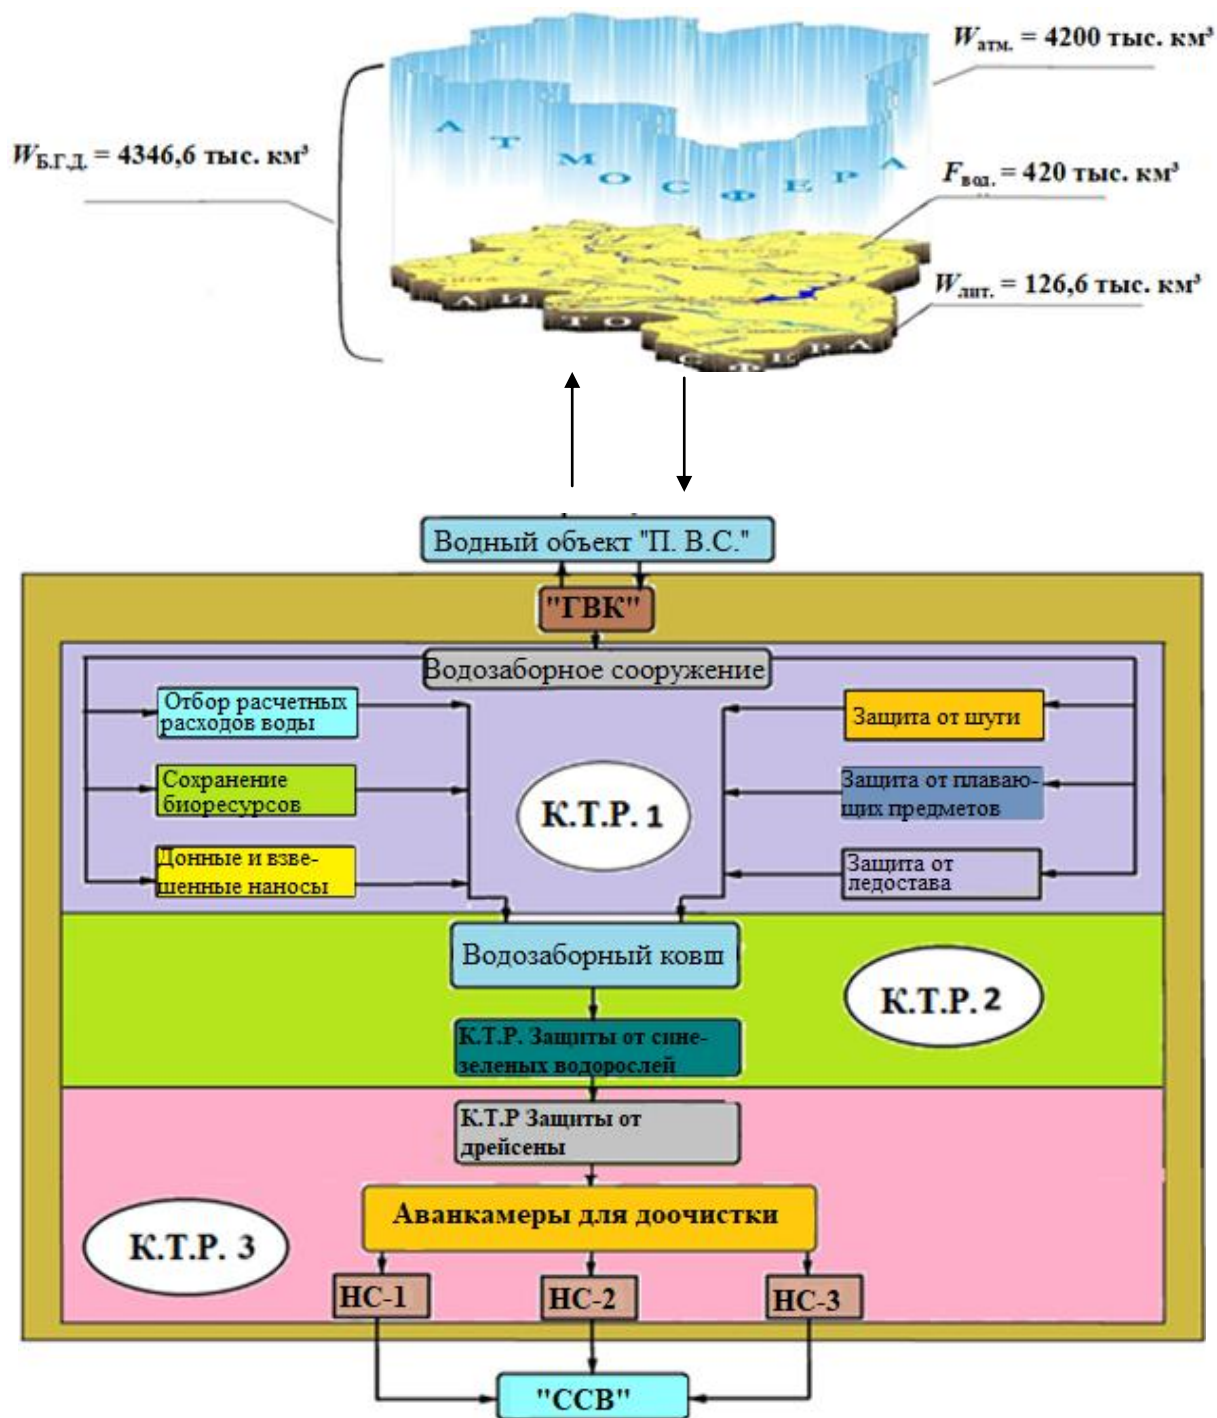 Wатм. = 4200 тыс. км³
WБ.Г.Д. = 4346,6 тыс. км³
АТМОСФЕРА
Fвод. = 420 тыс. км³
Wлит. = 126,6 тыс. км³
ЛИТОСФЕРА
Водный объект "П. В.С."
"ГВК"
Водозаборное сооружение
Отбор расчетных
расходов воды
Сохранение
биоресурсов
Донные и взве-
шенные наносы
Защита от шуги
Защита от плаваю-
щих предметов
Защита от
ледостава
К.Т.Р. 1
Водозаборный ковш
К.Т.Р. 2
К.Т.Р. Защиты от сине-
зеленых водорослей
К.Т.Р Защиты от
дрейсены
Аванкамеры для доочистки
К.Т.Р. 3
НС-1
НС-2
НС-3
"ССВ"